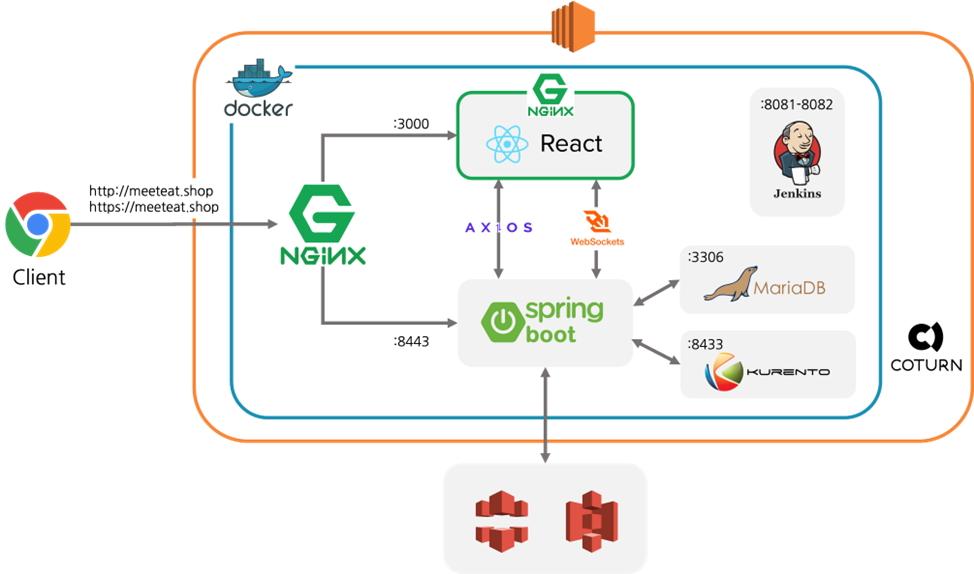 docker
:3000
NGINX
React
:8081-8082
Jenkins
http://meeteat.shop
https://meeteat.shop
Client
NGINX
AXIOS
WebSockets
:3306
MariaDB
spring
boot
:8443
:8433
KURENTO
COTURN